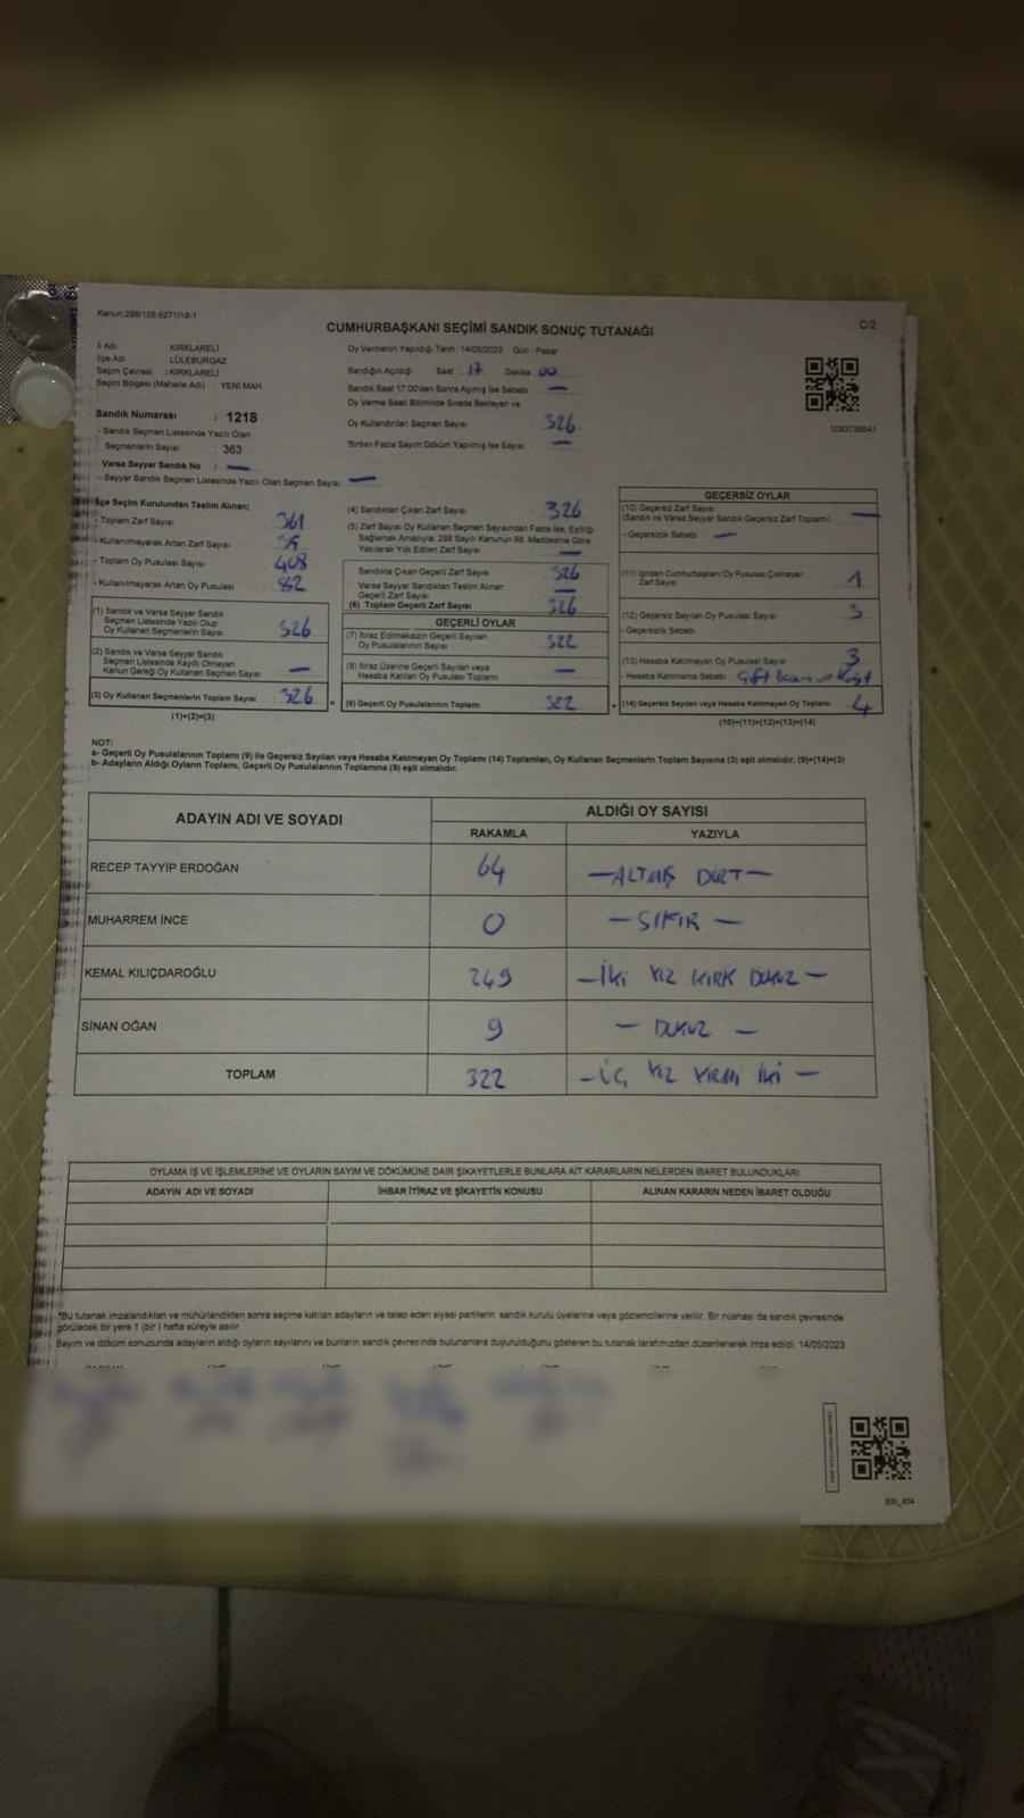 CUMHURBAŞKANI SEÇİMİ SANDIK SONUÇ TUTANAĞI
C/2
İl Adı : KIRKLARELİ
İlçe Adı : LÜLEBURGAZ
Seçim Çevresi : KIRKLARELİ
Seçim Bölgesi (Mahalle Adı) : YENİ MAH
Sandık Numarası : 1218
- Sandık Seçmen Listesinde Yazılı Olan
Seçmenlerin Sayısı : 363
Varsa Seyyar Sandık No : —
- Seyyar Sandık Seçmen Listesinde Yazılı Olan Seçmen Sayısı —
Oy Vermenin Yapıldığı Tarih : 14/05/2023 Gün : Pazar
Sandığın Açıldığı Saat 17 Dakika 00
Sandık Saat 17.00'den Sonra Açılmış İse Sebebi —
Oy Verme Saati Bitiminde Sırada Bekleyen ve
Oy Kullandırılan Seçmen Sayısı 326
Birden Fazla Sayım Döküm Yapılmış İse Sayısı —
İlçe Seçim Kurulundan Teslim Alınan;
- Toplam Zarf Sayısı 361
- Kullanılmayarak Artan Zarf Sayısı
- Toplam Oy Pusulası Sayısı 408
- Kullanılmayarak Artan Oy Pusulası 82
(1) Sandık ve Varsa Seyyar Sandık
Seçmen Listesinde Yazılı Olup
Oy Kullanan Seçmenlerin Sayısı 326
(2) Sandık ve Varsa Seyyar Sandık
Seçmen Listesinde Kayıtlı Olmayan
Kanun Gereği Oy Kullanan Seçmen Sayısı —
(3) Oy Kullanan Seçmenlerin Toplam Sayısı 326
(1)+(2)=(3)
(4) Sandıktan Çıkan Zarf Sayısı 326
(5) Zarf Sayısı Oy Kullanan Seçmen Sayısından Fazla İse, Eşitliği
Sağlamak Amacıyla, 298 Sayılı Kanunun 98. Maddesine Göre
Yakılarak Yok Edilen Zarf Sayısı —
Sandıkta Çıkan Geçerli Zarf Sayısı 326
Varsa Seyyar Sandıktan Teslim Alınan
Geçerli Zarf Sayısı —
(6) Toplam Geçerli Zarf Sayısı 326
GEÇERLİ OYLAR
(7) İtiraz Edilmeksizin Geçerli Sayılan
Oy Pusulalarının Sayısı 322
(8) İtiraz Üzerine Geçerli Sayılan veya
Hesaba Katılan Oy Pusulası Toplamı —
(9) Geçerli Oy Pusulalarının Toplamı 322
GEÇERSİZ OYLAR
(10) Geçersiz Zarf Sayısı
(Sandık ve Varsa Seyyar Sandık Geçersiz Zarf Toplamı) —
- Geçersizlik Sebebi —
(11) İçinden Cumhurbaşkanı Oy Pusulası Çıkmayan
Zarf Sayısı 1
(12) Geçersiz Sayılan Oy Pusulası Sayısı 3
- Geçersizlik Sebebi
(13) Hesaba Katılmayan Oy Pusulası Sayısı 3
- Hesaba Katılmama Sebebi
(14) Geçersiz Sayılan veya Hesaba Katılmayan Oy Toplamı 4
(10)+(11)+(12)+(13)=(14)
NOT:
a- Geçerli Oy Pusulalarının Toplamı (9) ile Geçersiz Sayılan veya Hesaba Katılmayan Oy Toplamı (14) Toplamları, Oy Kullanan Seçmenlerin Toplam Sayısına (3) eşit olmalıdır. (9)+(14)=(3)
b- Adayların Aldığı Oyların Toplamı, Geçerli Oy Pusulalarının Toplamına (9) eşit olmalıdır.
ADAYIN ADI VE SOYADI
ALDIĞI OY SAYISI
RAKAMLA YAZIYLA
RECEP TAYYİP ERDOĞAN 64 —ALTMIŞ DÖRT—
MUHARREM İNCE 0 —SIFIR—
KEMAL KILIÇDAROĞLU 249 —İKİ YÜZ KIRK DOKUZ—
SİNAN OĞAN 9 — DOKUZ —
TOPLAM 322 —ÜÇ YÜZ YİRMİ İKİ—
OYLAMA İŞ VE İŞLEMLERİNE VE OYLARIN SAYIM VE DÖKÜMÜNE DAİR ŞİKAYETLERLE BUNLARA AİT KARARLARIN NELERDEN İBARET BULUNDUKLARI
ADAYIN ADI VE SOYADI İHBAR İTİRAZ VE ŞİKAYETİN KONUSU ALINAN KARARIN NEDEN İBARET OLDUĞU
*Bu tutanak imzalandıktan ve mühürlendikten sonra seçime katılan adayların ve talep eden siyasi partilerin sandık kurulu üyelerine veya gözlemcilerine verilir. Bir nüshası da sandık çevresinde
görülecek bir yere 1 (bir) hafta süreyle asılır.
Sayım ve döküm sonucunda adayların aldığı oyların sayılarını ve bunların sandık çevresinde bulunanlara duyurulduğunu gösteren bu tutanak tarafımızdan düzenlenerek imza edildi. 14/05/2023